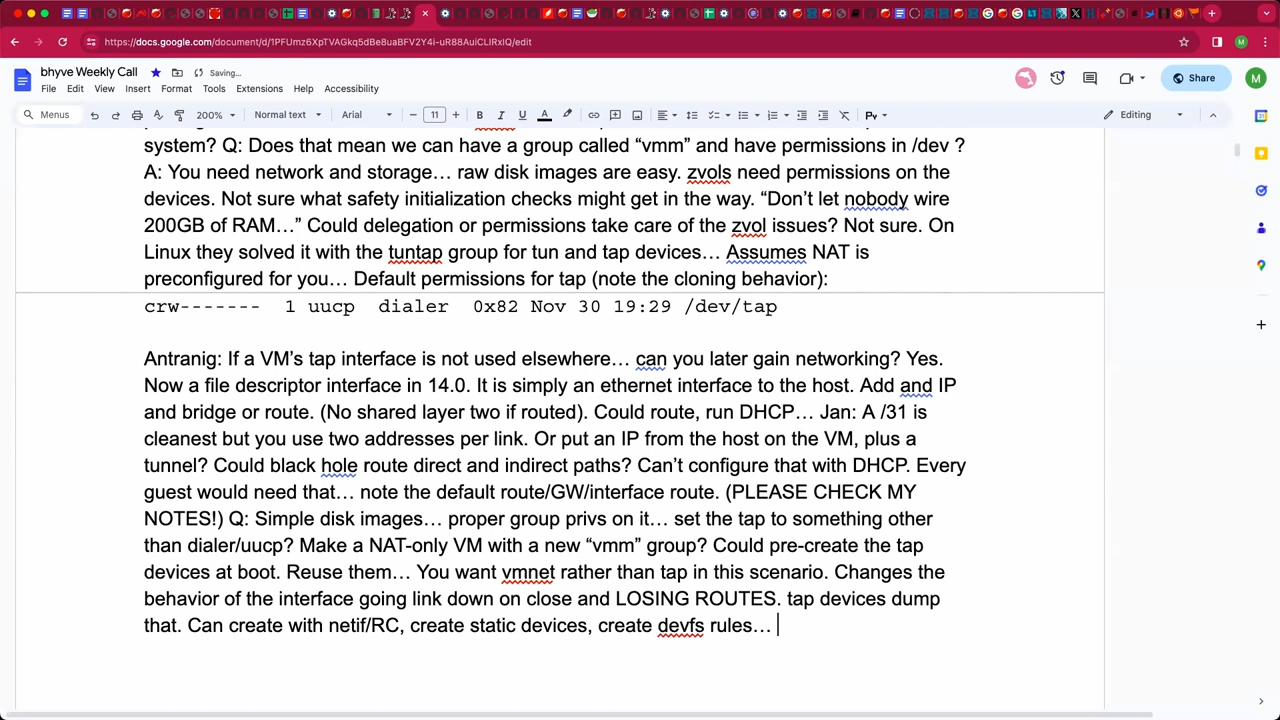 https://docs.google.com/document/d/1PFUmz6XpTVAGkq5dBe8uaBFV2Y4i-uR88AuiCLIRxIQ/edit
bhyve Weekly Call
Saving...
File Edit View Insert Format Tools Extensions Help Accessibility
Share
M
Menus
200%
Normal text
Arial
11
Editing
system? Q: Does that mean we can have a group called “vmm” and have permissions in /dev ?
A: You need network and storage… raw disk images are easy. zvols need permissions on the
devices. Not sure what safety initialization checks might get in the way. “Don’t let nobody wire
200GB of RAM…” Could delegation or permissions take care of the zvol issues? Not sure. On
Linux they solved it with the tuntap group for tun and tap devices… Assumes NAT is
preconfigured for you… Default permissions for tap (note the cloning behavior):
crw------- 1 uucp dialer 0x82 Nov 30 19:29 /dev/tap
Antranig: If a VM’s tap interface is not used elsewhere… can you later gain networking? Yes.
Now a file descriptor interface in 14.0. It is simply an ethernet interface to the host. Add and IP
and bridge or route. (No shared layer two if routed). Could route, run DHCP… Jan: A /31 is
cleanest but you use two addresses per link. Or put an IP from the host on the VM, plus a
tunnel? Could black hole route direct and indirect paths? Can’t configure that with DHCP. Every
guest would need that… note the default route/GW/interface route. (PLEASE CHECK MY
NOTES!) Q: Simple disk images… proper group privs on it… set the tap to something other
than dialer/uucp? Make a NAT-only VM with a new “vmm” group? Could pre-create the tap
devices at boot. Reuse them… You want vmnet rather than tap in this scenario. Changes the
behavior of the interface going link down on close and LOSING ROUTES. tap devices dump
that. Can create with netif/RC, create static devices, create devfs rules…